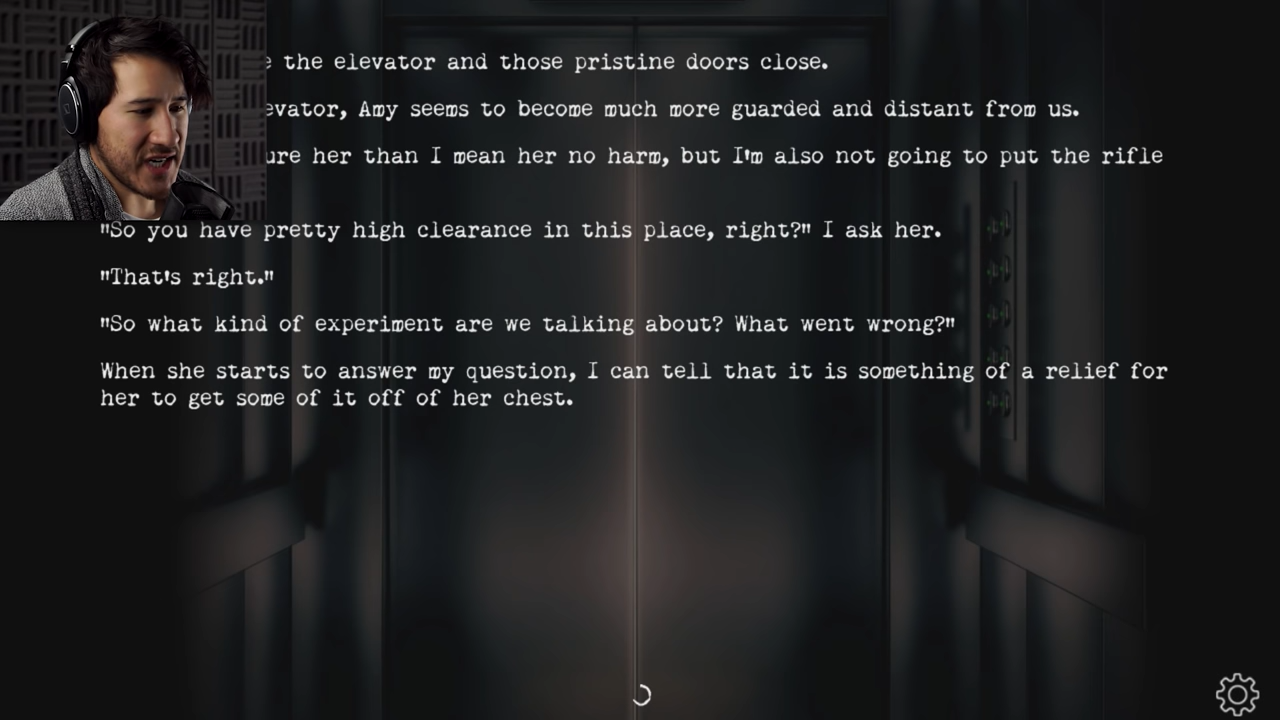 the elevator and those pristine doors close.
evator, Amy seems to become much more guarded and distant from us.
ure her than I mean her no harm, but I'm also not going to put the rifle
"So you have pretty high clearance in this place, right?" I ask her.
"That's right."
"So what kind of experiment are we talking about? What went wrong?"
When she starts to answer my question, I can tell that it is something of a relief for
her to get some of it off of her chest.